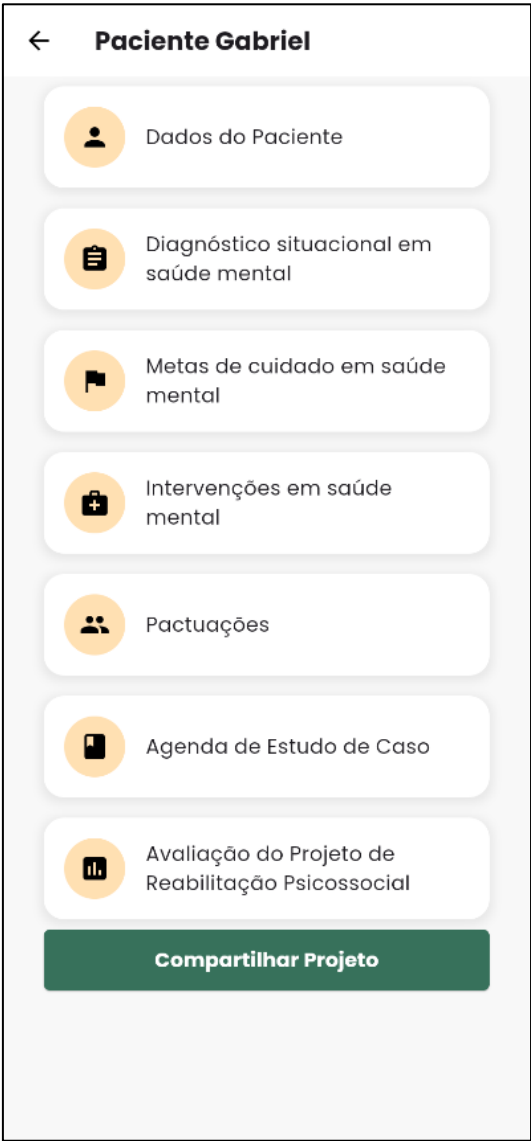 Paciente Gabriel
Dados do Paciente
Diagnóstico situacional em
saúde mental
Metas de cuidado em saúde
mental
Intervenções em saúde
mental
Pactuações
Agenda de Estudo de Caso
Avaliação do Projeto de
Reabilitação Psicossocial
Compartilhar Projeto